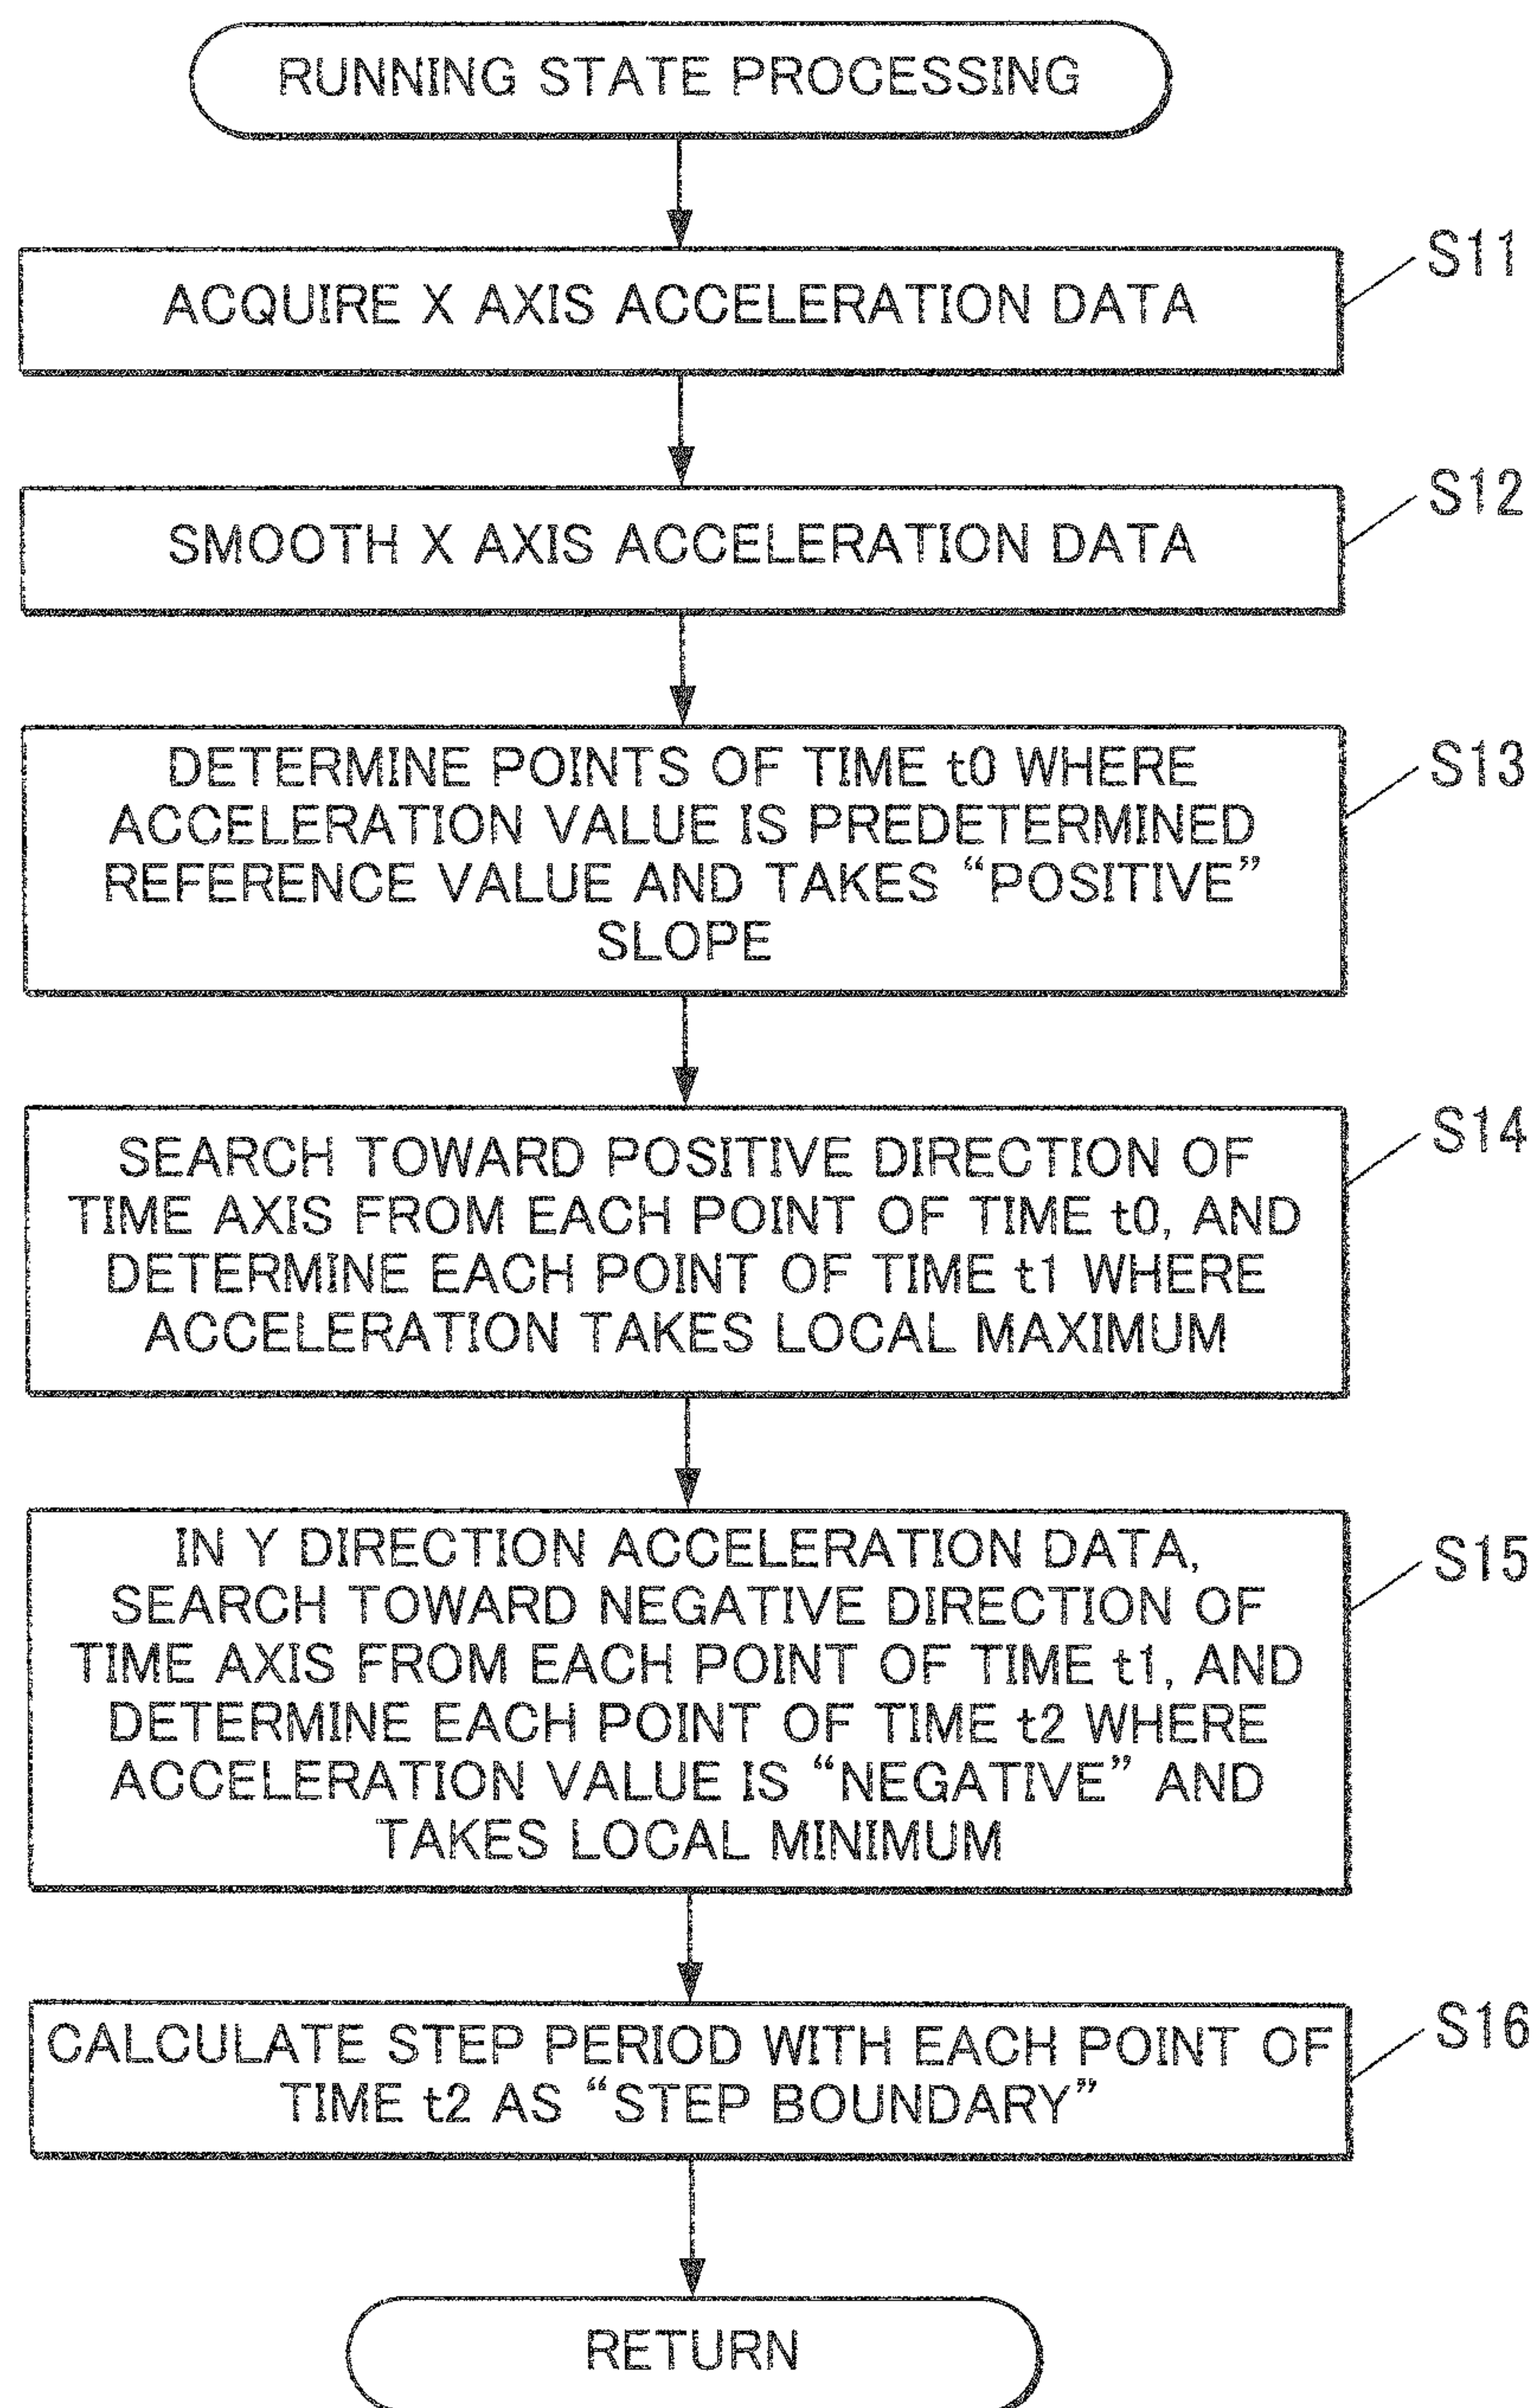 RUNNING STATE PROCESSING
S11
ACQUIRE X AXIS ACCELERATION DATA
S12
SMOOTH X AXIS ACCELERATION DATA
S13
DETERMINE POINTS OF TIME t0 WHERE
ACCELERATION VALUE IS PREDETERMINED
REFERENCE VALUE AND TAKES “POSITIVE”
SLOPE
S14
SEARCH TOWARD POSITIVE DIRECTION OF
TIME AXIS FROM EACH POINT OF TIME t0, AND
DETERMINE EACH POINT OF TIME t1 WHERE
ACCELERATION TAKES LOCAL MAXIMUM
S15
IN Y DIRECTION ACCELERATION DATA,
SEARCH TOWARD NEGATIVE DIRECTION OF
TIME AXIS FROM EACH POINT OF TIME t1, AND
DETERMINE EACH POINT OF TIME t2 WHERE
ACCELERATION VALUE IS “NEGATIVE” AND
TAKES LOCAL MINIMUM
S16
CALCULATE STEP PERIOD WITH EACH POINT OF
TIME t2 AS “STEP BOUNDARY”
RETURN